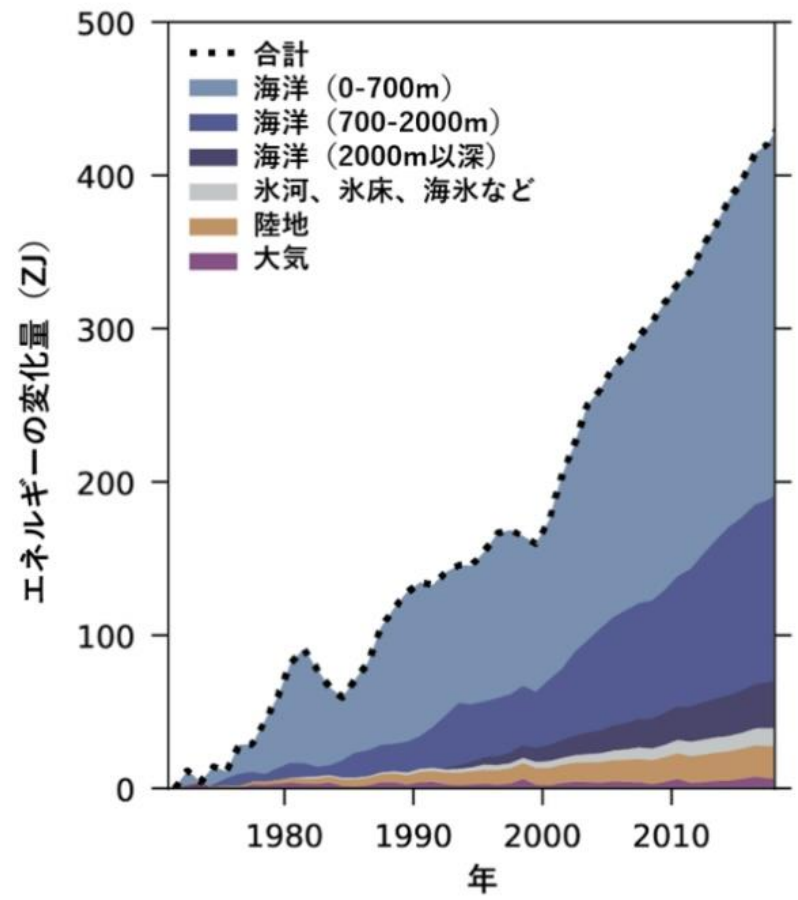 500
400
300
200
100
0
エネルギーの変化量（ZJ）
合計
海洋（0-700m）
海洋（700-2000m）
海洋（2000m以深）
氷河、氷床、海氷など
陸地
大気
1980
1990
2000
2010
年